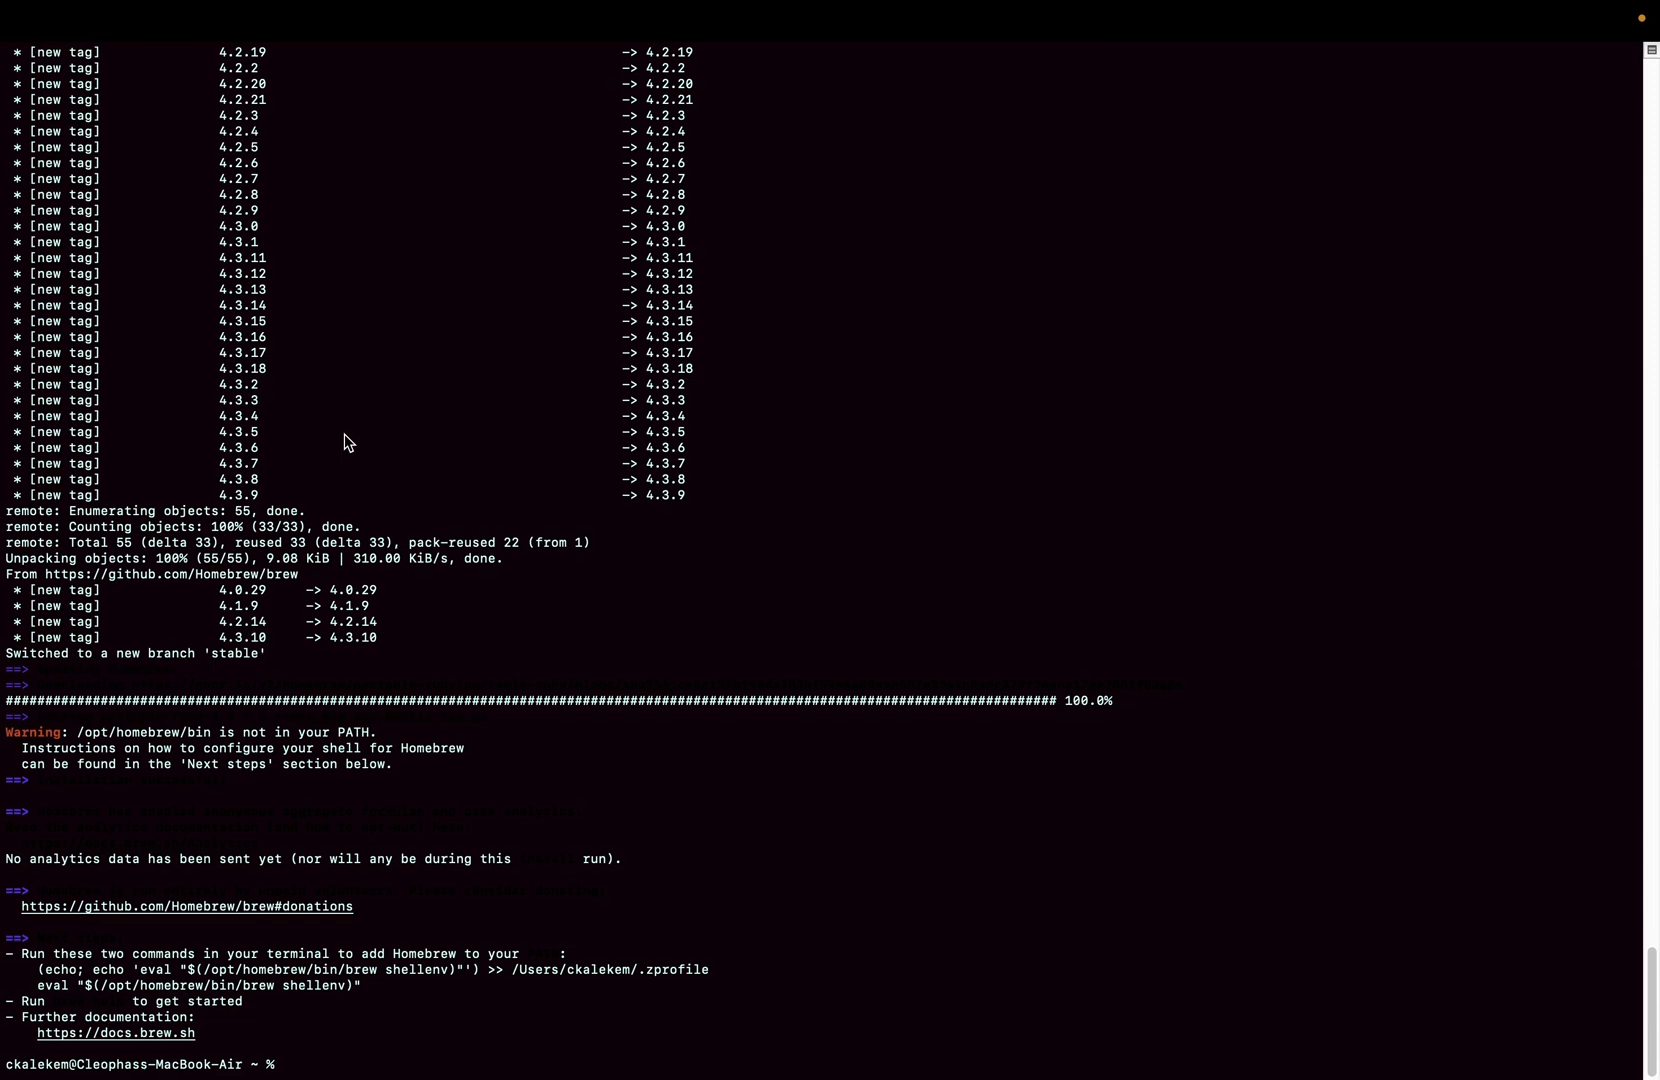 * [new tag] 4.2.19 -> 4.2.19
* [new tag] 4.2.2 -> 4.2.2
* [new tag] 4.2.20 -> 4.2.20
* [new tag] 4.2.21 -> 4.2.21
* [new tag] 4.2.3 -> 4.2.3
* [new tag] 4.2.4 -> 4.2.4
* [new tag] 4.2.5 -> 4.2.5
* [new tag] 4.2.6 -> 4.2.6
* [new tag] 4.2.7 -> 4.2.7
* [new tag] 4.2.8 -> 4.2.8
* [new tag] 4.2.9 -> 4.2.9
* [new tag] 4.3.0 -> 4.3.0
* [new tag] 4.3.1 -> 4.3.1
* [new tag] 4.3.11 -> 4.3.11
* [new tag] 4.3.12 -> 4.3.12
* [new tag] 4.3.13 -> 4.3.13
* [new tag] 4.3.14 -> 4.3.14
* [new tag] 4.3.15 -> 4.3.15
* [new tag] 4.3.16 -> 4.3.16
* [new tag] 4.3.17 -> 4.3.17
* [new tag] 4.3.18 -> 4.3.18
* [new tag] 4.3.2 -> 4.3.2
* [new tag] 4.3.3 -> 4.3.3
* [new tag] 4.3.4 -> 4.3.4
* [new tag] 4.3.5 -> 4.3.5
* [new tag] 4.3.6 -> 4.3.6
* [new tag] 4.3.7 -> 4.3.7
* [new tag] 4.3.8 -> 4.3.8
* [new tag] 4.3.9 -> 4.3.9
remote: Enumerating objects: 55, done.
remote: Counting objects: 100% (33/33), done.
remote: Total 55 (delta 33), reused 33 (delta 33), pack-reused 22 (from 1)
Unpacking objects: 100% (55/55), 9.08 KiB | 310.00 KiB/s, done.
From https://github.com/Homebrew/brew
* [new tag] 4.0.29 -> 4.0.29
* [new tag] 4.1.9 -> 4.1.9
* [new tag] 4.2.14 -> 4.2.14
* [new tag] 4.3.10 -> 4.3.10
Switched to a new branch 'stable'
==>
==>
##################################################################################################################################### 100.0%
==>
Warning: /opt/homebrew/bin is not in your PATH.
Instructions on how to configure your shell for Homebrew
can be found in the 'Next steps' section below.
==>
==>
No analytics data has been sent yet (nor will any be during this run).
==>
https://github.com/Homebrew/brew#donations
==>
- Run these two commands in your terminal to add Homebrew to your :
(echo; echo 'eval "$(/opt/homebrew/bin/brew shellenv)"') >> /Users/ckalekem/.zprofile
eval "$(/opt/homebrew/bin/brew shellenv)"
- Run to get started
- Further documentation:
https://docs.brew.sh
ckalekem@Cleophass-MacBook-Air ~ %